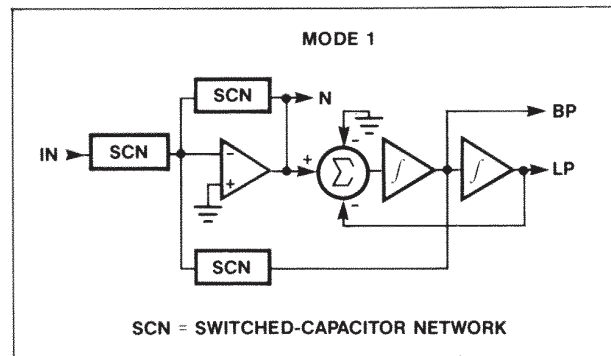 MODE 1
SCN
N
BP
IN
SCN
-
+
+
-
Σ
-
∫
∫
LP
SCN
SCN = SWITCHED-CAPACITOR NETWORK